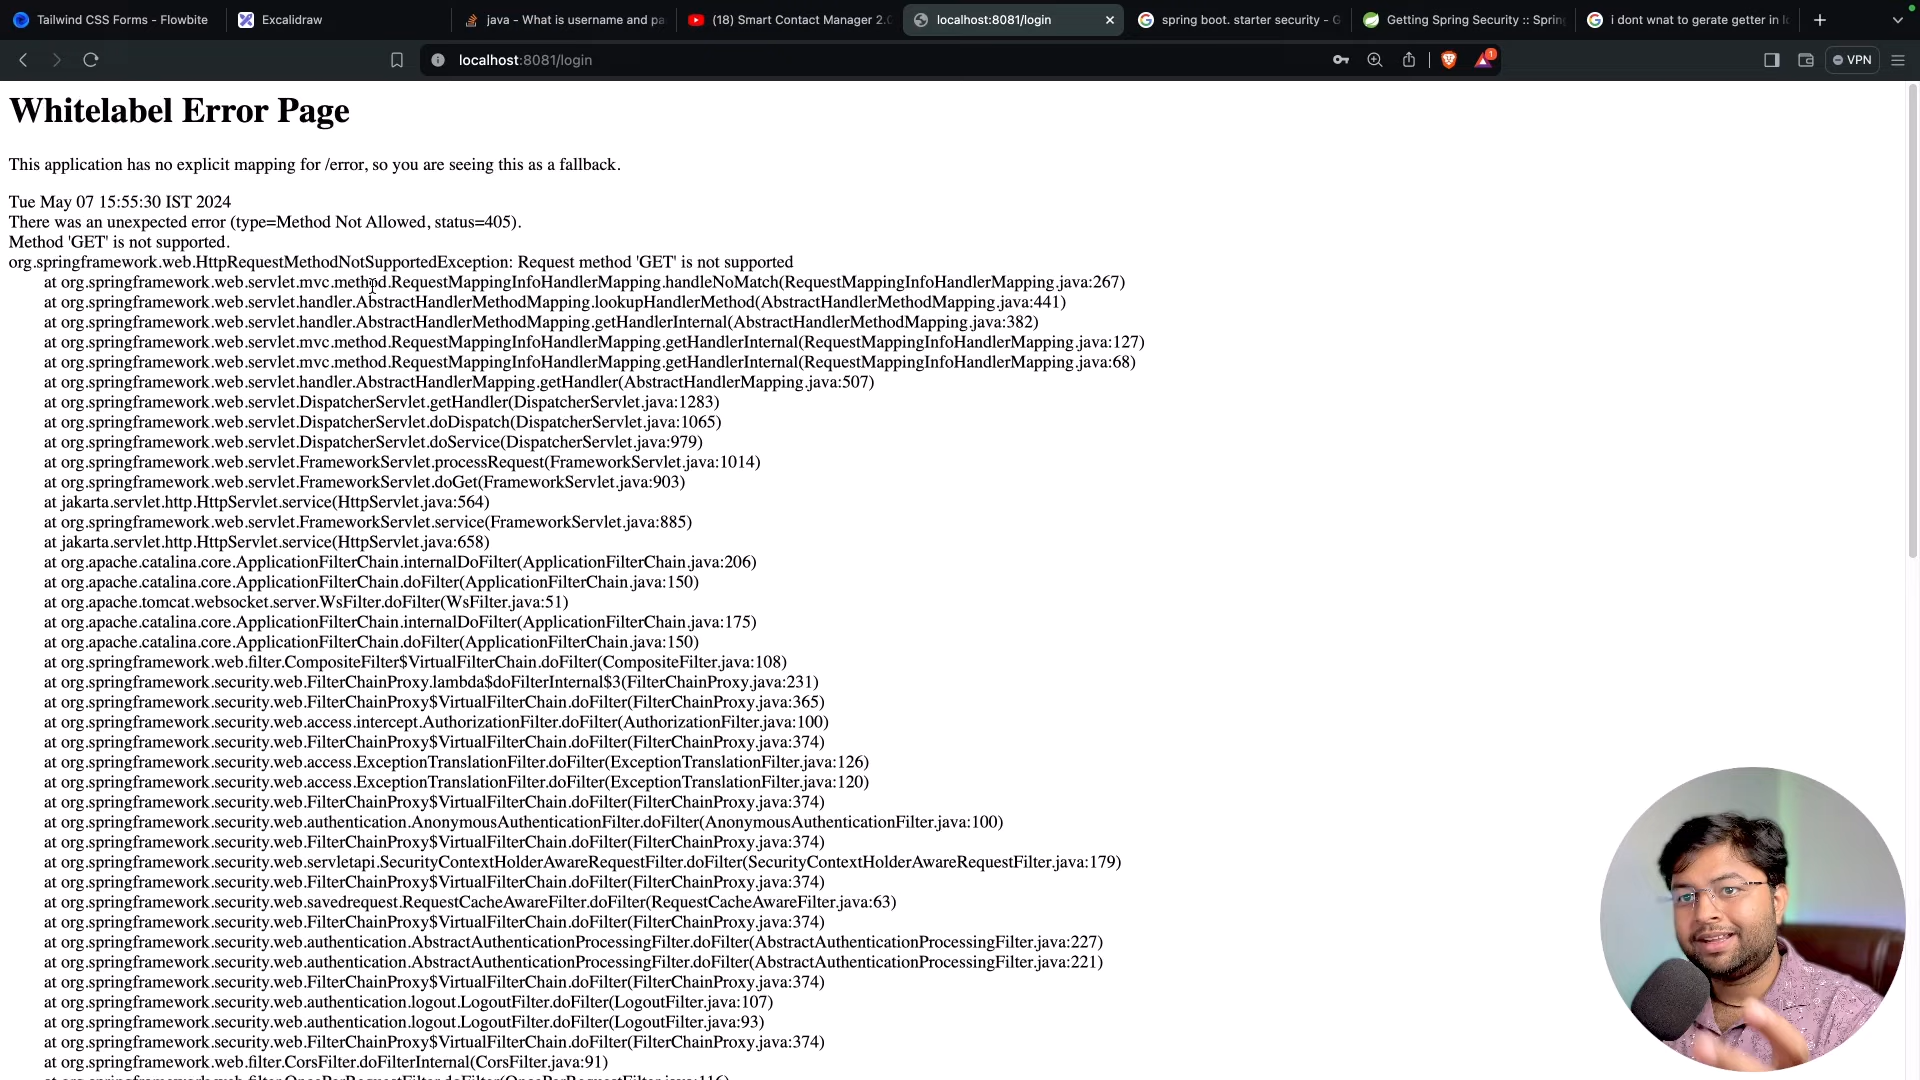 Tailwind CSS Forms - Flowbite
Excalidraw
java - What is username and pa
(18) Smart Contact Manager 2.0
localhost:8081/login
spring boot. starter security - G
Getting Spring Security :: Sprin
i dont wnat to gerate getter in lo
localhost:8081/login
1
VPN
Whitelabel Error Page
This application has no explicit mapping for /error, so you are seeing this as a fallback.
Tue May 07 15:55:30 IST 2024
There was an unexpected error (type=Method Not Allowed, status=405).
Method 'GET' is not supported.
org.springframework.web.HttpRequestMethodNotSupportedException: Request method 'GET' is not supported
at org.springframework.web.servlet.mvc.method.RequestMappingInfoHandlerMapping.handleNoMatch(RequestMappingInfoHandlerMapping.java:267)
at org.springframework.web.servlet.handler.AbstractHandlerMethodMapping.lookupHandlerMethod(AbstractHandlerMethodMapping.java:441)
at org.springframework.web.servlet.handler.AbstractHandlerMethodMapping.getHandlerInternal(AbstractHandlerMethodMapping.java:382)
at org.springframework.web.servlet.mvc.method.RequestMappingInfoHandlerMapping.getHandlerInternal(RequestMappingInfoHandlerMapping.java:127)
at org.springframework.web.servlet.mvc.method.RequestMappingInfoHandlerMapping.getHandlerInternal(RequestMappingInfoHandlerMapping.java:68)
at org.springframework.web.servlet.handler.AbstractHandlerMapping.getHandler(AbstractHandlerMapping.java:507)
at org.springframework.web.servlet.DispatcherServlet.getHandler(DispatcherServlet.java:1283)
at org.springframework.web.servlet.DispatcherServlet.doDispatch(DispatcherServlet.java:1065)
at org.springframework.web.servlet.DispatcherServlet.doService(DispatcherServlet.java:979)
at org.springframework.web.servlet.FrameworkServlet.processRequest(FrameworkServlet.java:1014)
at org.springframework.web.servlet.FrameworkServlet.doGet(FrameworkServlet.java:903)
at jakarta.servlet.http.HttpServlet.service(HttpServlet.java:564)
at org.springframework.web.servlet.FrameworkServlet.service(FrameworkServlet.java:885)
at jakarta.servlet.http.HttpServlet.service(HttpServlet.java:658)
at org.apache.catalina.core.ApplicationFilterChain.internalDoFilter(ApplicationFilterChain.java:206)
at org.apache.catalina.core.ApplicationFilterChain.doFilter(ApplicationFilterChain.java:150)
at org.apache.tomcat.websocket.server.WsFilter.doFilter(WsFilter.java:51)
at org.apache.catalina.core.ApplicationFilterChain.internalDoFilter(ApplicationFilterChain.java:175)
at org.apache.catalina.core.ApplicationFilterChain.doFilter(ApplicationFilterChain.java:150)
at org.springframework.web.filter.CompositeFilter$VirtualFilterChain.doFilter(CompositeFilter.java:108)
at org.springframework.security.web.FilterChainProxy.lambda$doFilterInternal$3(FilterChainProxy.java:231)
at org.springframework.security.web.FilterChainProxy$VirtualFilterChain.doFilter(FilterChainProxy.java:365)
at org.springframework.security.web.access.intercept.AuthorizationFilter.doFilter(AuthorizationFilter.java:100)
at org.springframework.security.web.FilterChainProxy$VirtualFilterChain.doFilter(FilterChainProxy.java:374)
at org.springframework.security.web.access.ExceptionTranslationFilter.doFilter(ExceptionTranslationFilter.java:126)
at org.springframework.security.web.access.ExceptionTranslationFilter.doFilter(ExceptionTranslationFilter.java:120)
at org.springframework.security.web.FilterChainProxy$VirtualFilterChain.doFilter(FilterChainProxy.java:374)
at org.springframework.security.web.authentication.AnonymousAuthenticationFilter.doFilter(AnonymousAuthenticationFilter.java:100)
at org.springframework.security.web.FilterChainProxy$VirtualFilterChain.doFilter(FilterChainProxy.java:374)
at org.springframework.security.web.servletapi.SecurityContextHolderAwareRequestFilter.doFilter(SecurityContextHolderAwareRequestFilter.java:179)
at org.springframework.security.web.FilterChainProxy$VirtualFilterChain.doFilter(FilterChainProxy.java:374)
at org.springframework.security.web.savedrequest.RequestCacheAwareFilter.doFilter(RequestCacheAwareFilter.java:63)
at org.springframework.security.web.FilterChainProxy$VirtualFilterChain.doFilter(FilterChainProxy.java:374)
at org.springframework.security.web.authentication.AbstractAuthenticationProcessingFilter.doFilter(AbstractAuthenticationProcessingFilter.java:227)
at org.springframework.security.web.authentication.AbstractAuthenticationProcessingFilter.doFilter(AbstractAuthenticationProcessingFilter.java:221)
at org.springframework.security.web.FilterChainProxy$VirtualFilterChain.doFilter(FilterChainProxy.java:374)
at org.springframework.security.web.authentication.logout.LogoutFilter.doFilter(LogoutFilter.java:107)
at org.springframework.security.web.authentication.logout.LogoutFilter.doFilter(LogoutFilter.java:93)
at org.springframework.security.web.FilterChainProxy$VirtualFilterChain.doFilter(FilterChainProxy.java:374)
at org.springframework.web.filter.CorsFilter.doFilterInternal(CorsFilter.java:91)